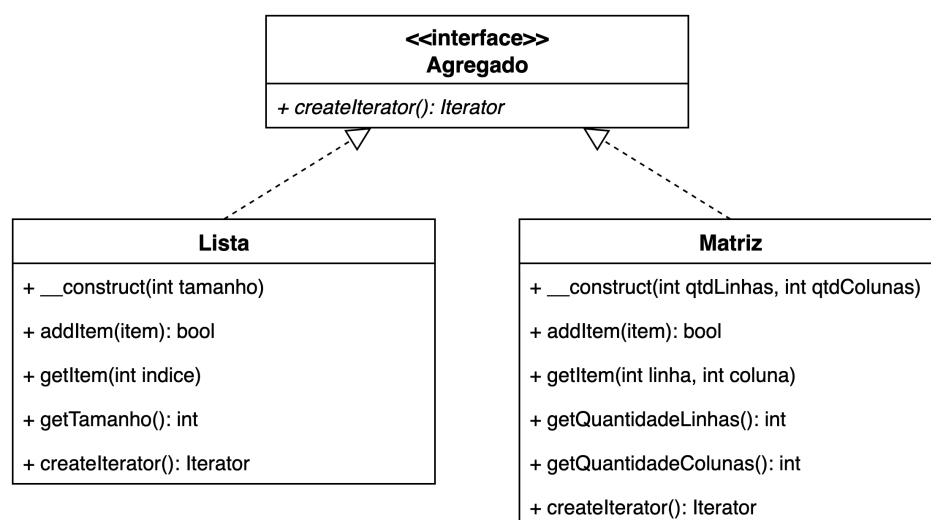 <<interface>>
Agregado
+ createIterator(): Iterator
Lista
+ __construct(int tamanho)
+ addItem(item): bool
+ getItem(int indice)
+ getTamanho(): int
+ createIterator(): Iterator
Matriz
+ __construct(int qtdLinhas, int qtdColunas)
+ addItem(item): bool
+ getItem(int linha, int coluna)
+ getQuantidadeLinhas(): int
+ getQuantidadeColunas(): int
+ createIterator(): Iterator